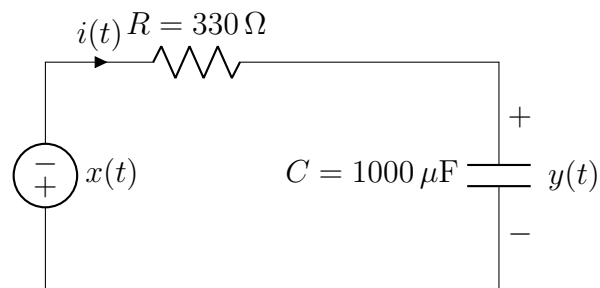 i(t) R = 330 Ω
+
− + x(t) C = 1000 μF y(t)
−